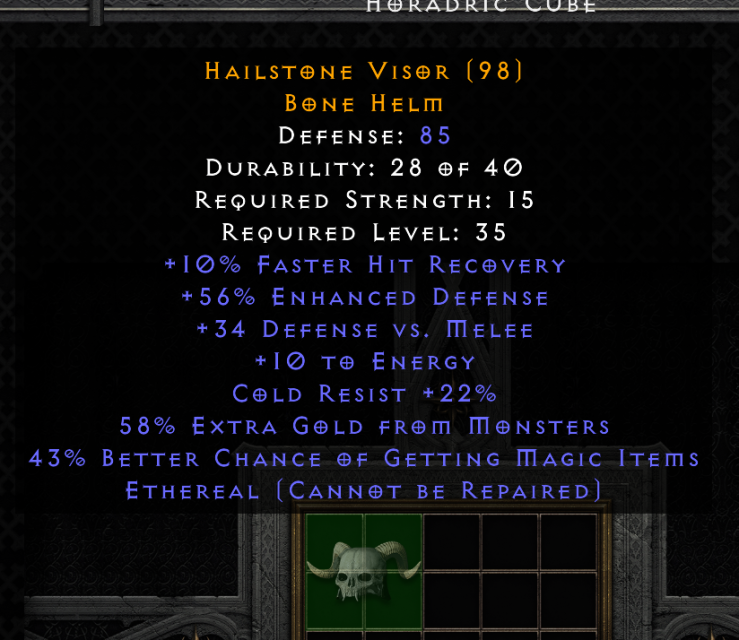 Horadric Cube
Hailstone Visor (98)
Bone Helm
Defense: 85
Durability: 28 of 40
Required Strength: 15
Required Level: 35
+10% Faster Hit Recovery
+56% Enhanced Defense
+34 Defense vs. Melee
+10 to Energy
Cold Resist +22%
58% Extra Gold from Monsters
43% Better Chance of Getting Magic Items
Ethereal (Cannot be Repaired)